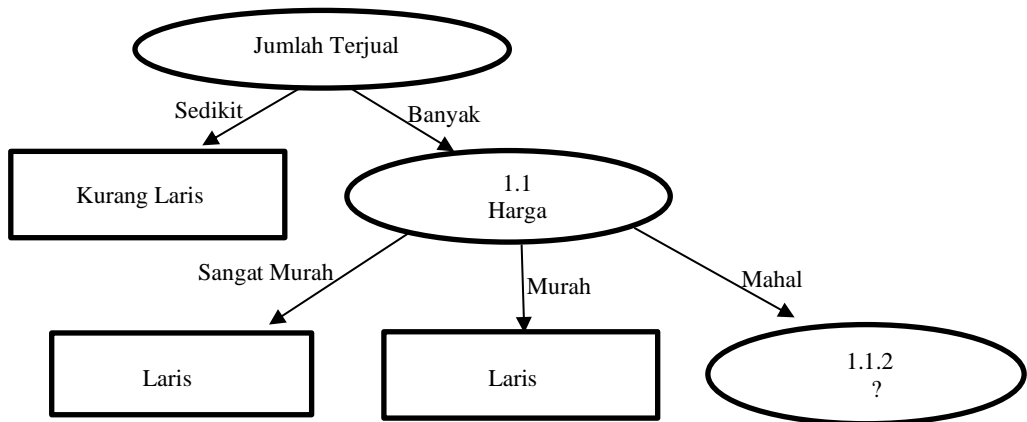 Jumlah Terjual
Sedikit
Banyak
Kurang Laris
1.1
Harga
Sangat Murah
Murah
Mahal
Laris
Laris
1.1.2
?